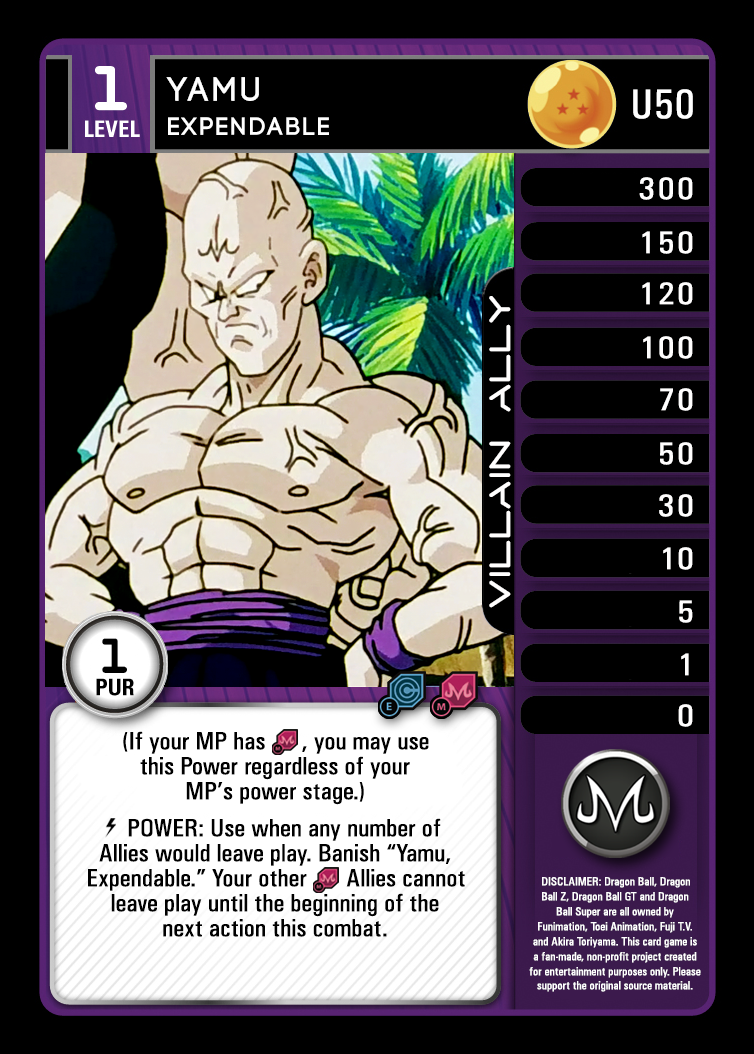 1
LEVEL
YAMU
EXPENDABLE
U50
300
150
120
100
70
50
30
10
5
1
0
VILLAIN ALLY
1
PUR
E
M
(If your MP has M, you may use
this Power regardless of your
MP's power stage.)
POWER: Use when any number of
Allies would leave play. Banish “Yamu,
Expendable.” Your other M Allies cannot
leave play until the beginning of the
next action this combat.
M
DISCLAIMER: Dragon Ball, Dragon
Ball Z, Dragon Ball GT and Dragon
Ball Super are all owned by
Funimation, Toei Animation, Fuji T.V.
and Akira Toriyama. This card game is
a fan-made, non-profit project created
for entertainment purposes only. Please
support the original source material.